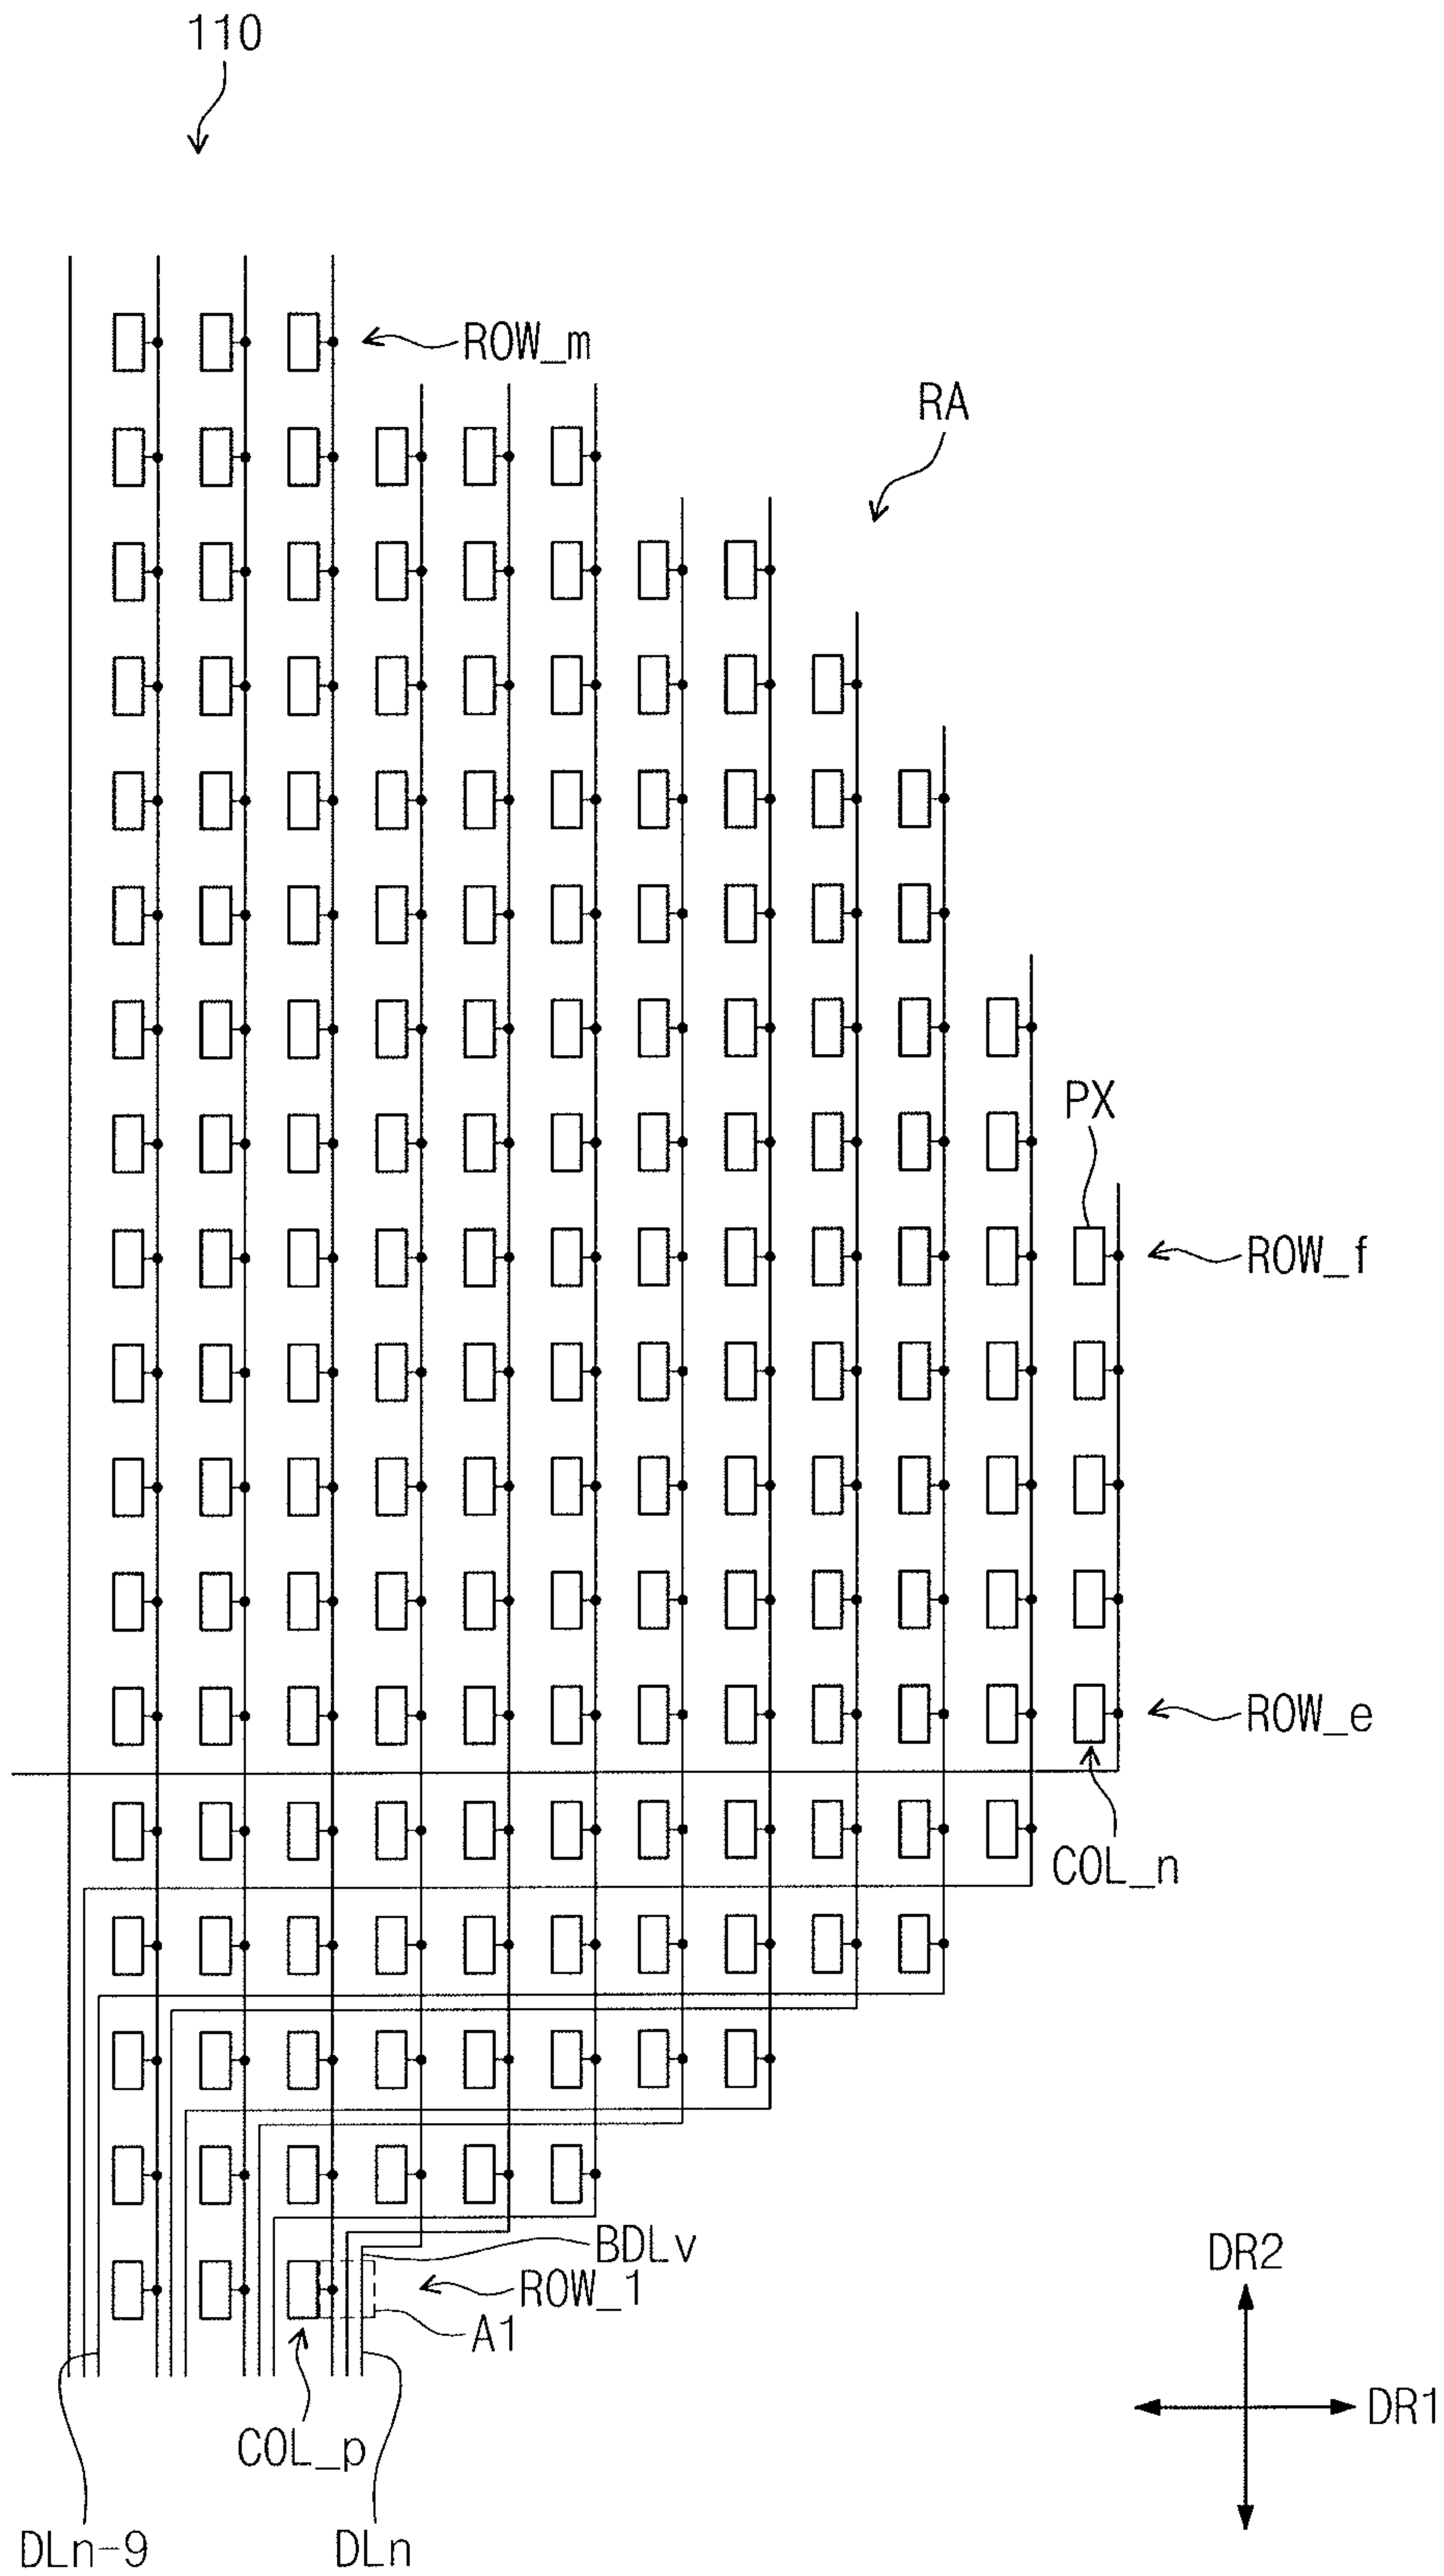 110
ROW_m
RA
PX
ROW_f
ROW_e
COL_n
BDLv
ROW_1
A1
COL_p
DLn-9
DLn
DR2
DR1